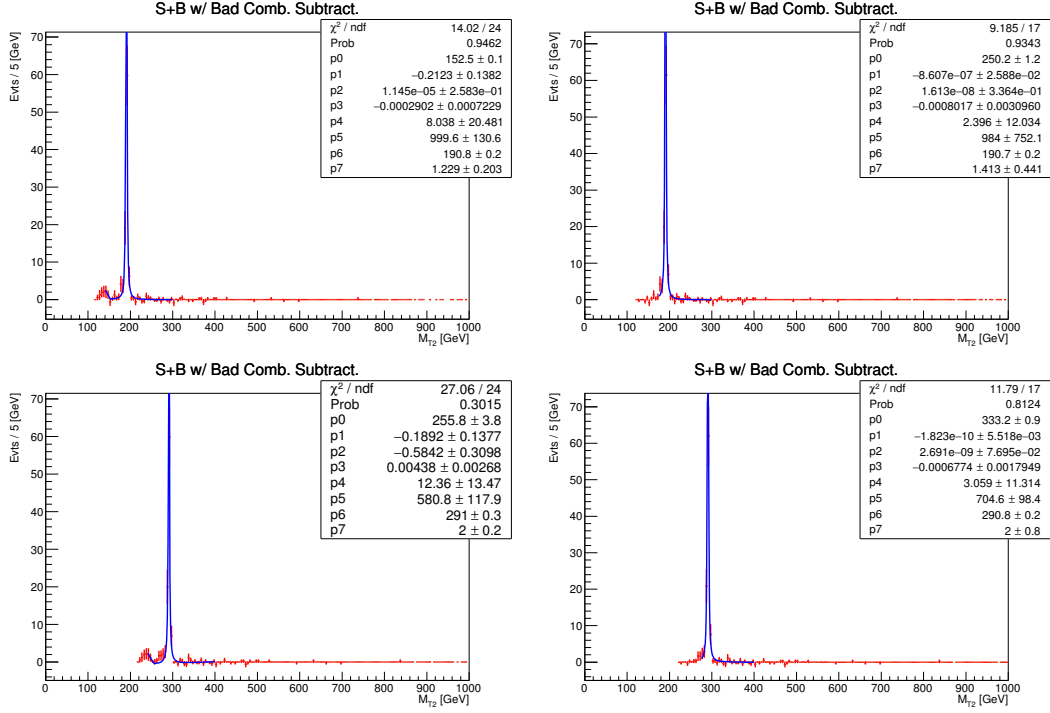 S+B w/ Bad Comb. Subtract.
Evts / 5 [GeV]
70
60
50
40
30
20
10
0
χ² / ndf 14.02 / 24
Prob 0.9462
p0 152.5 ± 0.1
p1 −0.2123 ± 0.1382
p2 1.145e−05 ± 2.583e−01
p3 −0.0002902 ± 0.0007229
p4 8.038 ± 20.481
p5 999.6 ± 130.6
p6 190.8 ± 0.2
p7 1.229 ± 0.203
0 100 200 300 400 500 600 700 800 900 1000
M_T2 [GeV]
S+B w/ Bad Comb. Subtract.
Evts / 5 [GeV]
70
60
50
40
30
20
10
0
χ² / ndf 9.185 / 17
Prob 0.9343
p0 250.2 ± 1.2
p1 −8.607e−07 ± 2.588e−02
p2 1.613e−08 ± 3.364e−01
p3 −0.0008017 ± 0.0030960
p4 2.396 ± 12.034
p5 984 ± 752.1
p6 190.7 ± 0.2
p7 1.413 ± 0.441
0 100 200 300 400 500 600 700 800 900 1000
M_T2 [GeV]
S+B w/ Bad Comb. Subtract.
Evts / 5 [GeV]
70
60
50
40
30
20
10
0
χ² / ndf 27.06 / 24
Prob 0.3015
p0 255.8 ± 3.8
p1 −0.1892 ± 0.1377
p2 −0.5842 ± 0.3098
p3 0.00438 ± 0.00268
p4 12.36 ± 13.47
p5 580.8 ± 117.9
p6 291 ± 0.3
p7 2 ± 0.2
0 100 200 300 400 500 600 700 800 900 1000
M_T2 [GeV]
S+B w/ Bad Comb. Subtract.
Evts / 5 [GeV]
70
60
50
40
30
20
10
0
χ² / ndf 11.79 / 17
Prob 0.8124
p0 333.2 ± 0.9
p1 −1.823e−10 ± 5.518e−03
p2 2.691e−09 ± 7.695e−02
p3 −0.0006774 ± 0.0017949
p4 3.059 ± 11.314
p5 704.6 ± 98.4
p6 290.8 ± 0.2
p7 2 ± 0.8
0 100 200 300 400 500 600 700 800 900 1000
M_T2 [GeV]